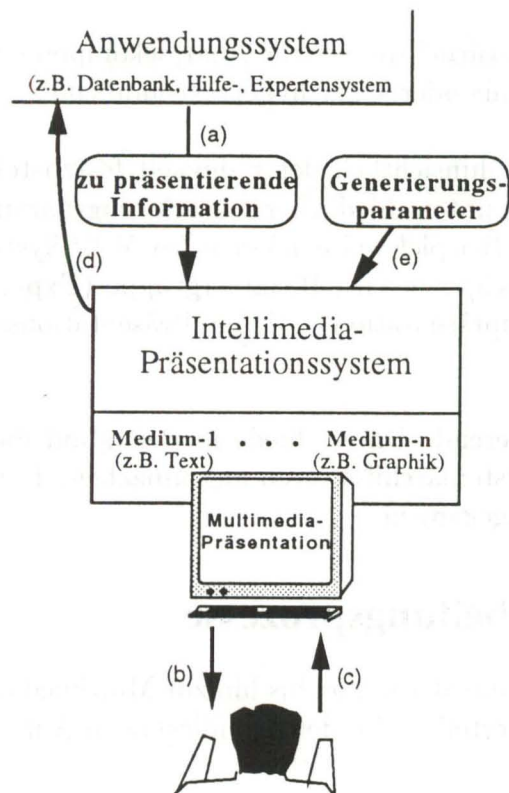 Anwendungssystem
(z.B. Datenbank, Hilfe-, Expertensystem
(a)
zu präsentierende
Information
Generierungs-
parameter
(d)
(e)
Intellimedia-
Präsentationssystem
Medium-1 . . Medium-n
(z.B. Text) (z.B. Graphik)
Multimedia-
Präsentation
(b)
(c)